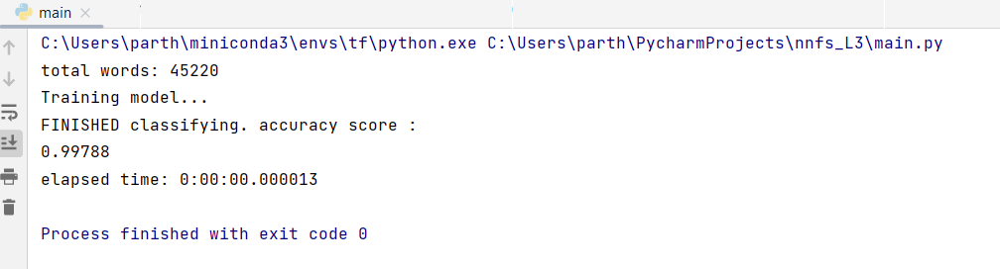 main
C:\Users\parth\miniconda3\envs\tf\python.exe C:\Users\parth\PycharmProjects\nnfs_L3\main.py
total words: 45220
Training model...
FINISHED classifying. accuracy score :
0.99788
elapsed time: 0:00:00.000013
Process finished with exit code 0